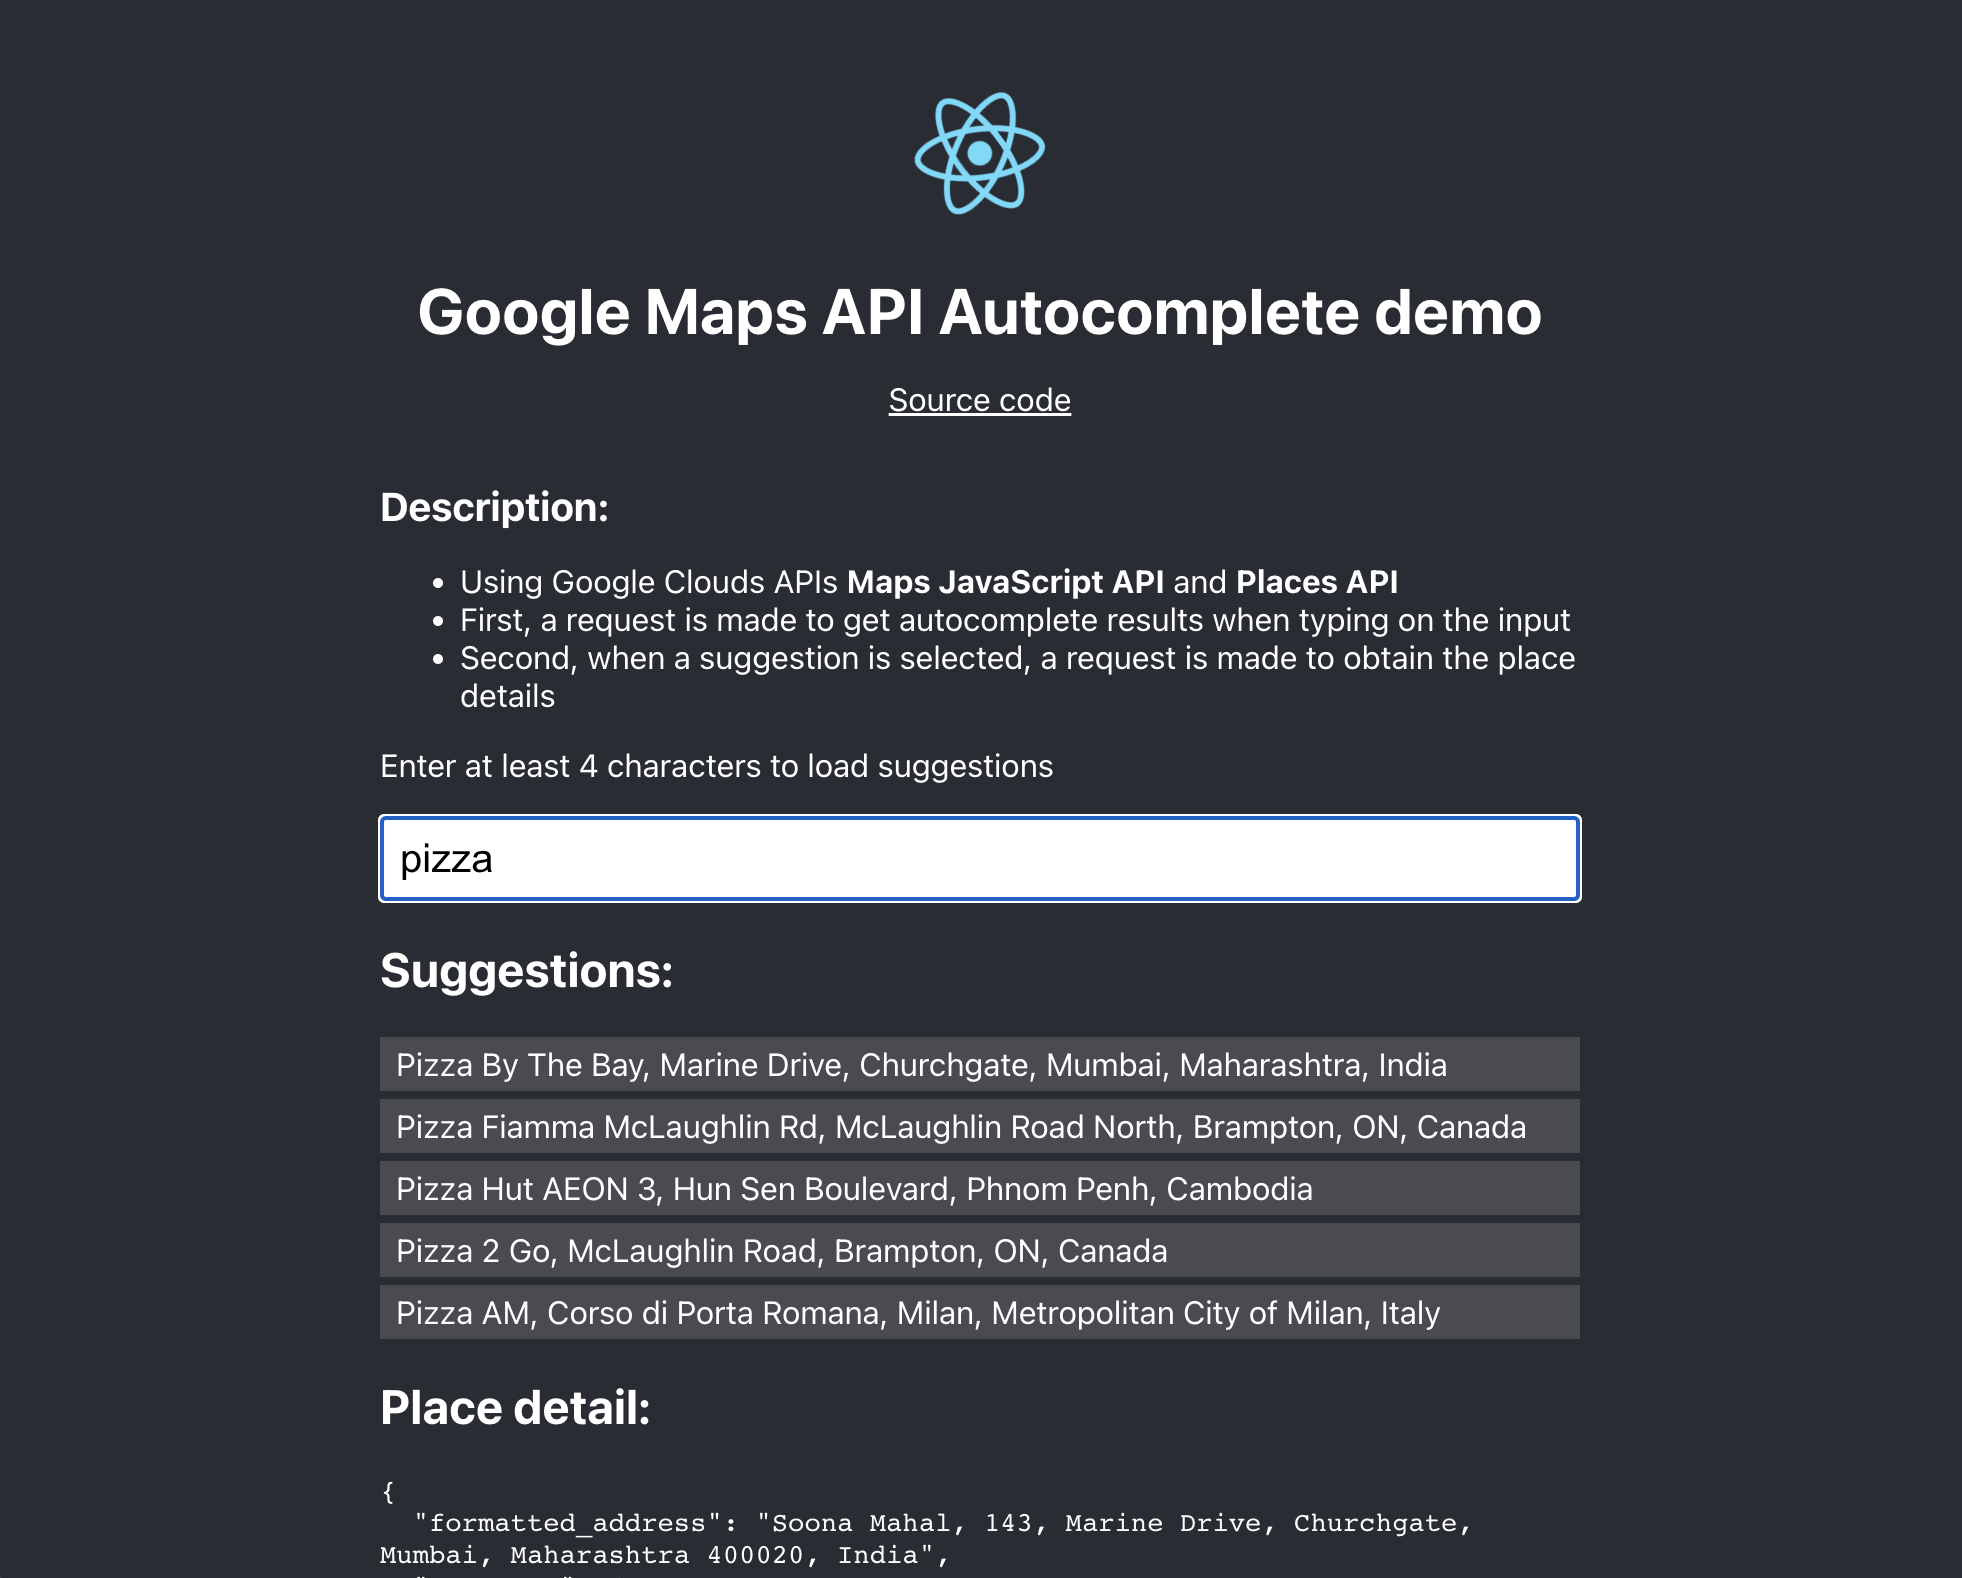 Google Maps API Autocomplete demo
Source code
Description:
• Using Google Clouds APIs Maps JavaScript API and Places API
• First, a request is made to get autocomplete results when typing on the input
• Second, when a suggestion is selected, a request is made to obtain the place
details
Enter at least 4 characters to load suggestions
pizza
Suggestions:
Pizza By The Bay, Marine Drive, Churchgate, Mumbai, Maharashtra, India
Pizza Fiamma McLaughlin Rd, McLaughlin Road North, Brampton, ON, Canada
Pizza Hut AEON 3, Hun Sen Boulevard, Phnom Penh, Cambodia
Pizza 2 Go, McLaughlin Road, Brampton, ON, Canada
Pizza AM, Corso di Porta Romana, Milan, Metropolitan City of Milan, Italy
Place detail:
{
"formatted_address": "Soona Mahal, 143, Marine Drive, Churchgate,
Mumbai, Maharashtra 400020, India",